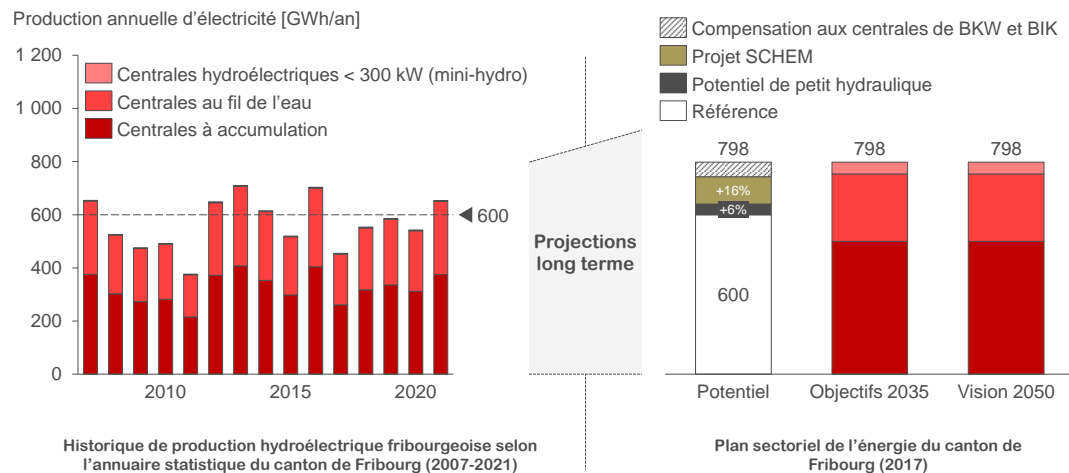 Production annuelle d’électricité [GWh/an]
1 200
1 000
800
600
400
200
0
Centrales hydroélectriques < 300 kW (mini-hydro)
Centrales au fil de l’eau
Centrales à accumulation
600
2010
2015
2020
Historique de production hydroélectrique fribourgeoise selon
l’annuaire statistique du canton de Fribourg (2007-2021)
Projections
long terme
Compensation aux centrales de BKW et BIK
Projet SCHEM
Potentiel de petit hydraulique
Référence
798
798
798
+16%
+6%
600
Potentiel
Objectifs 2035
Vision 2050
Plan sectoriel de l’énergie du canton de
Fribourg (2017)